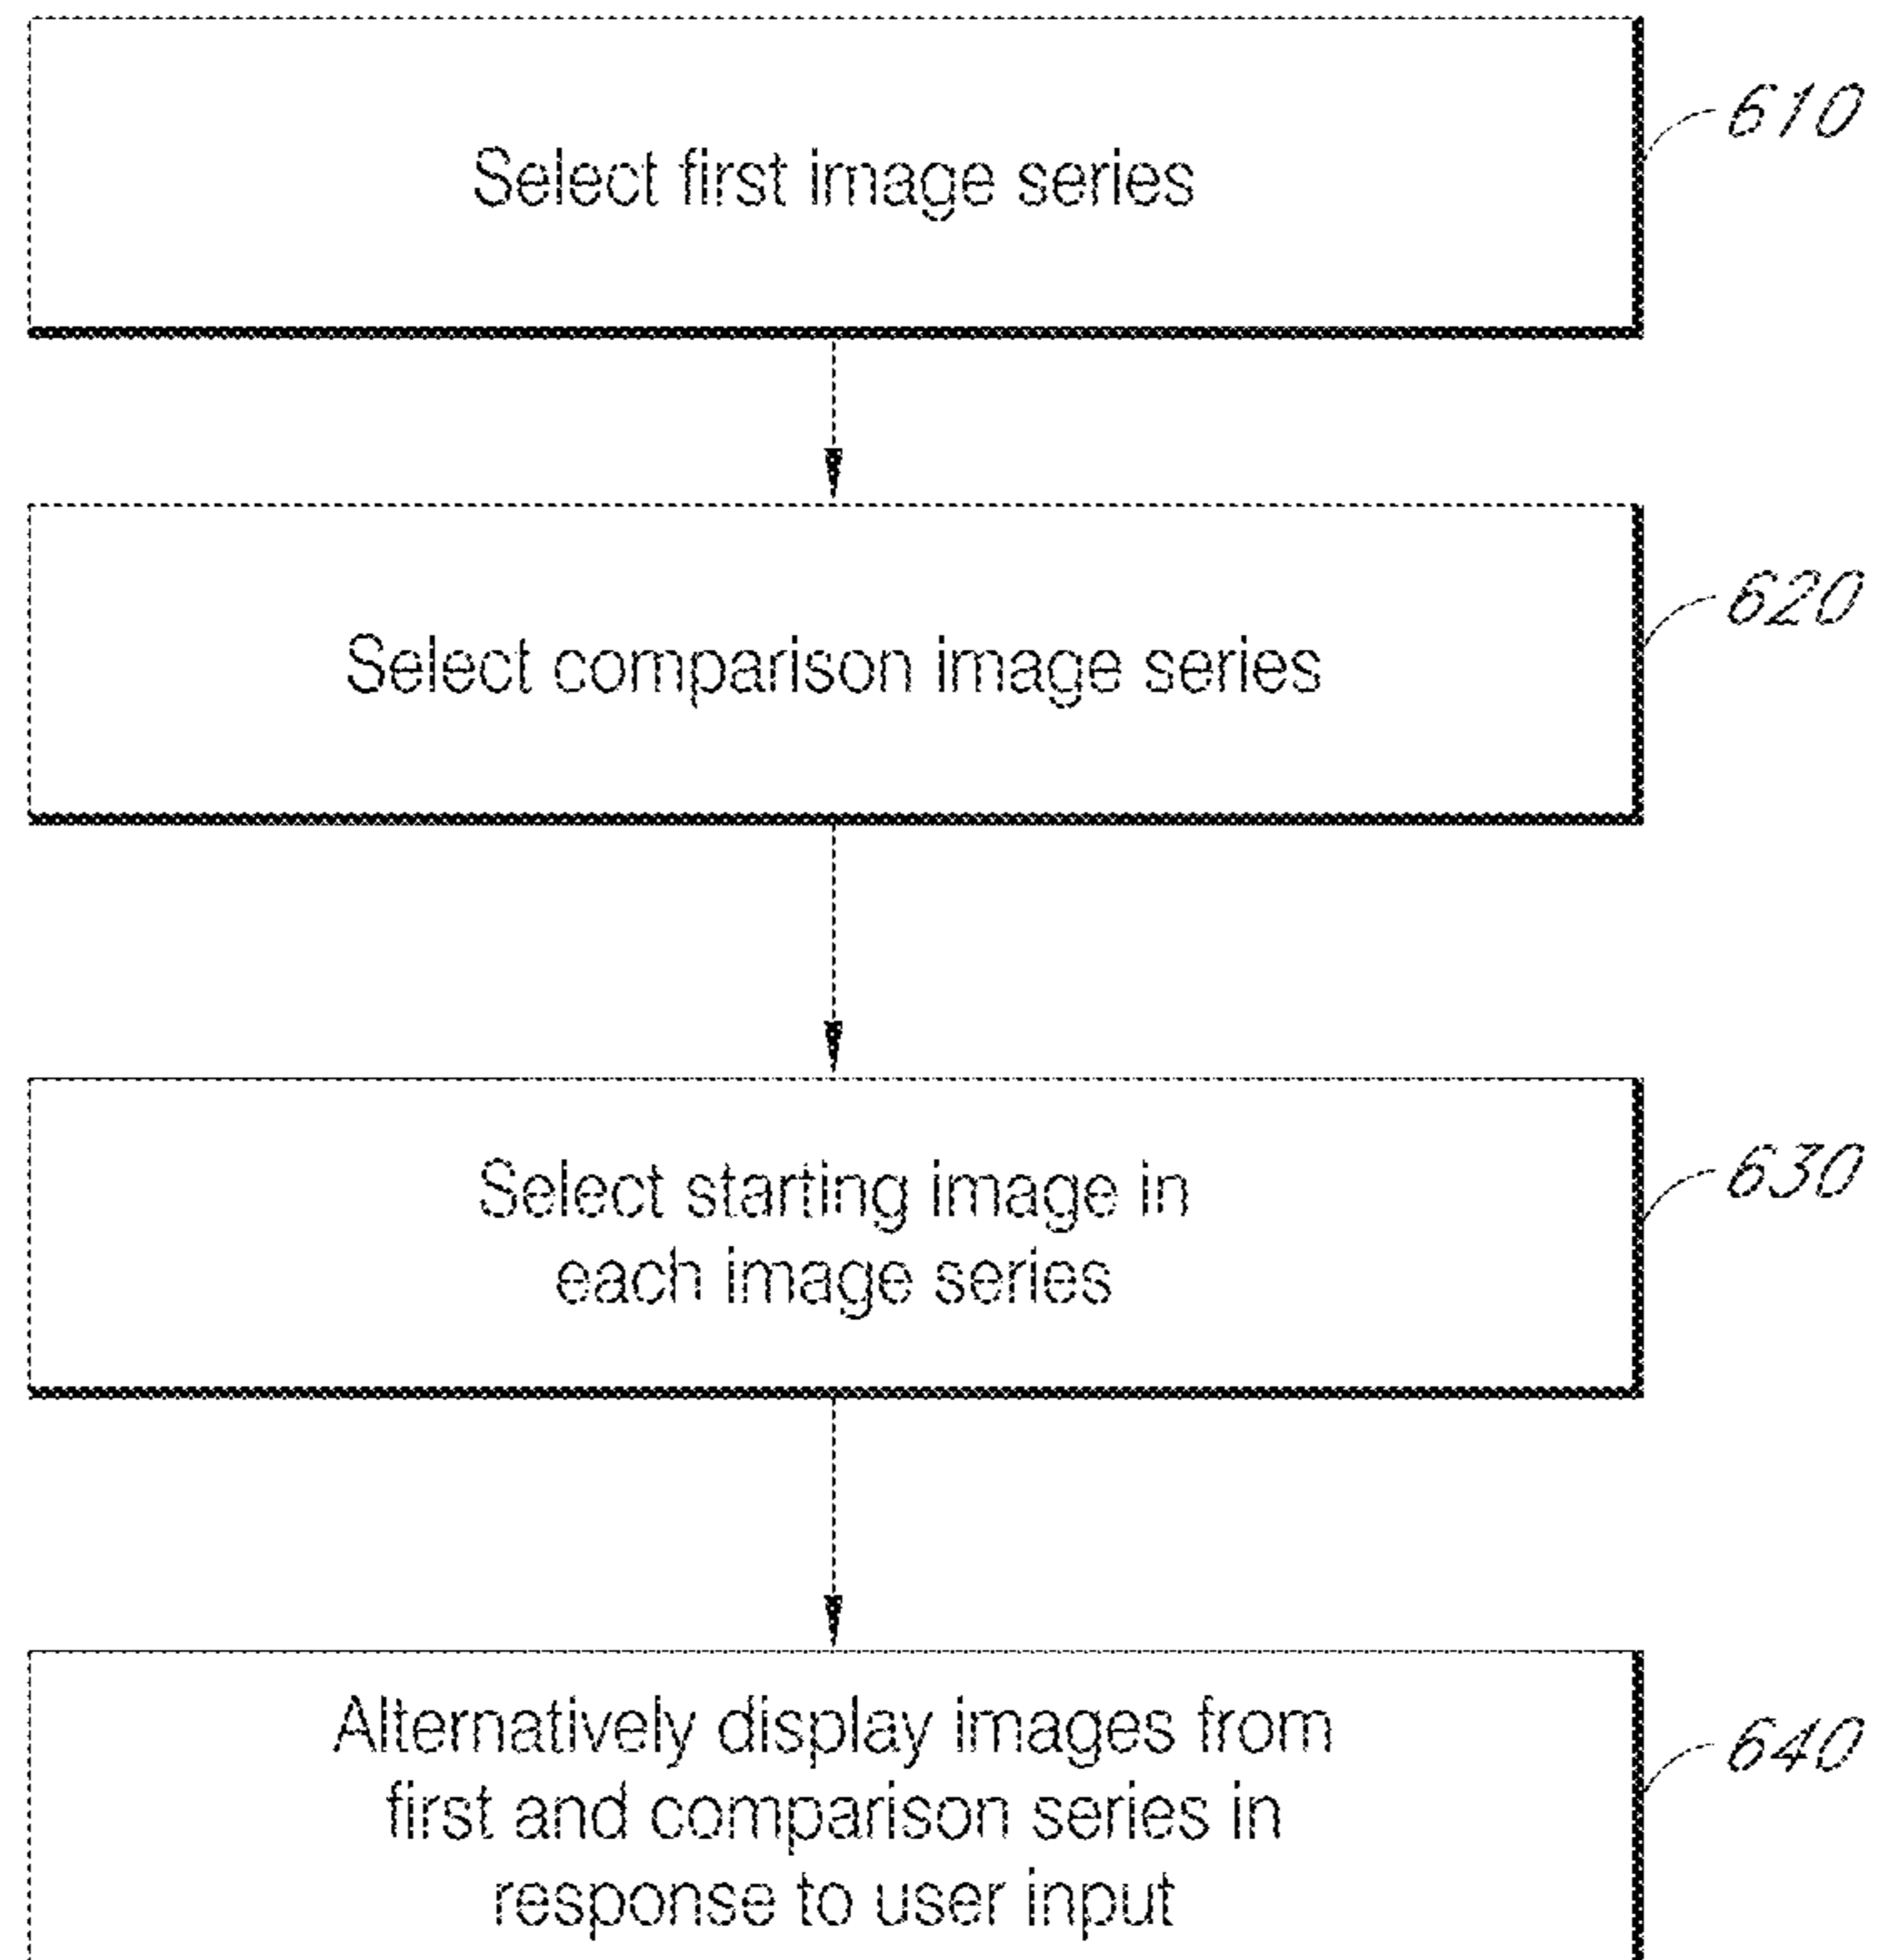 Select first image series
610
Select comparison image series
620
Select starting image in
each image series
630
Alternatively display images from
first and comparison series in
response to user input
640